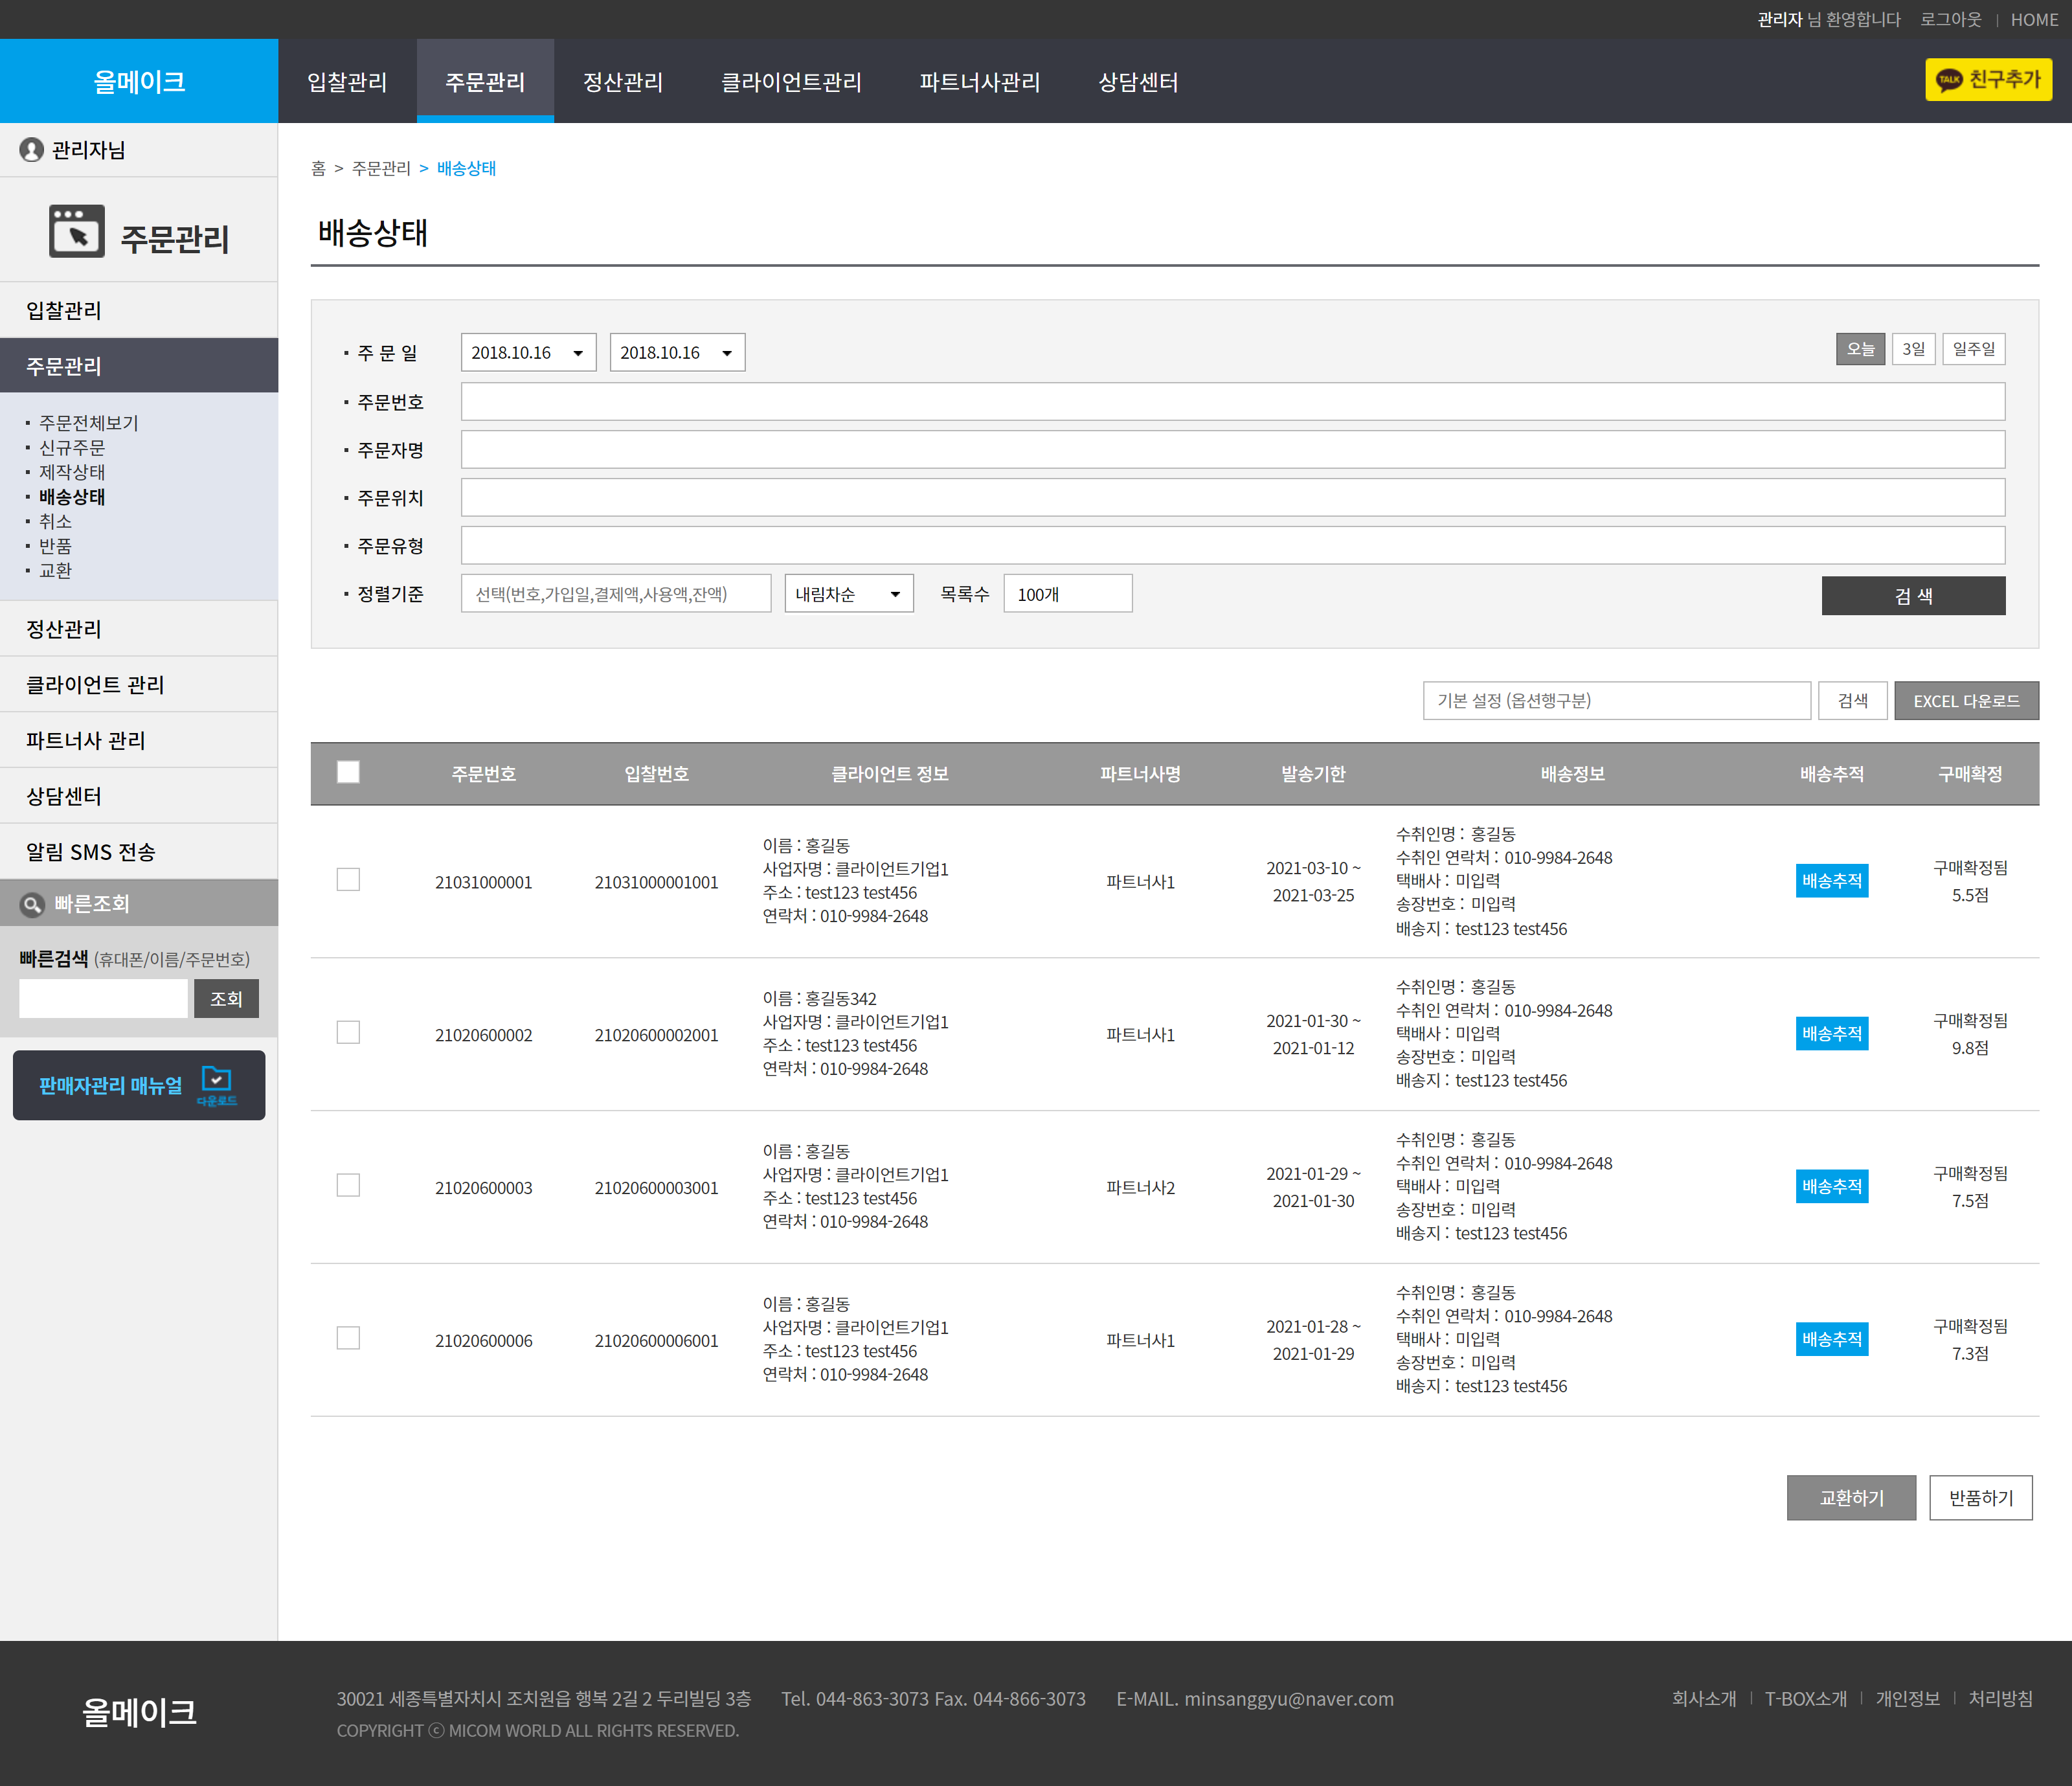 관리자 님 환영합니다 로그아웃 | HOME
올메이크 입찰관리 주문관리 정산관리 클라이언트관리 파트너사관리 상담센터 TALK 친구추가
관리자님
주문관리
입찰관리
주문관리
· 주문전체보기
· 신규주문
· 제작상태
· 배송상태
· 취소
· 반품
· 교환
정산관리
클라이언트 관리
파트너사 관리
상담센터
알림 SMS 전송
빠른조회
빠른검색 (휴대폰/이름/주문번호)
조회
판매자관리 매뉴얼 다운로드
홈 > 주문관리 > 배송상태
배송상태
· 주 문 일 2018.10.16 2018.10.16 오늘 3일 일주일
· 주문번호
· 주문자명
· 주문위치
· 주문유형
· 정렬기준 선택(번호,가입일,결제액,사용액,잔액) 내림차순 목록수 100개 검 색
기본 설정 (옵션행구분) 검색 EXCEL 다운로드
주문번호 입찰번호 클라이언트 정보 파트너사명 발송기한 배송정보 배송추적 구매확정
21031000001 21031000001001
이름 : 홍길동
사업자명 : 클라이언트기업1
주소 : test123 test456
연락처 : 010-9984-2648
파트너사1
2021-03-10 ~
2021-03-25
수취인명 : 홍길동
수취인 연락처 : 010-9984-2648
택배사 : 미입력
송장번호 : 미입력
배송지 : test123 test456
배송추적
구매확정됨
5.5점
21020600002 21020600002001
이름 : 홍길동342
사업자명 : 클라이언트기업1
주소 : test123 test456
연락처 : 010-9984-2648
파트너사1
2021-01-30 ~
2021-01-12
수취인명 : 홍길동
수취인 연락처 : 010-9984-2648
택배사 : 미입력
송장번호 : 미입력
배송지 : test123 test456
배송추적
구매확정됨
9.8점
21020600003 21020600003001
이름 : 홍길동
사업자명 : 클라이언트기업1
주소 : test123 test456
연락처 : 010-9984-2648
파트너사2
2021-01-29 ~
2021-01-30
수취인명 : 홍길동
수취인 연락처 : 010-9984-2648
택배사 : 미입력
송장번호 : 미입력
배송지 : test123 test456
배송추적
구매확정됨
7.5점
21020600006 21020600006001
이름 : 홍길동
사업자명 : 클라이언트기업1
주소 : test123 test456
연락처 : 010-9984-2648
파트너사1
2021-01-28 ~
2021-01-29
수취인명 : 홍길동
수취인 연락처 : 010-9984-2648
택배사 : 미입력
송장번호 : 미입력
배송지 : test123 test456
배송추적
구매확정됨
7.3점
교환하기 반품하기
올메이크
30021 세종특별자치시 조치원읍 행복 2길 2 두리빌딩 3층 Tel. 044-863-3073 Fax. 044-866-3073 E-MAIL. minsanggyu@naver.com
COPYRIGHT ⓒ MICOM WORLD ALL RIGHTS RESERVED.
회사소개 | T-BOX소개 | 개인정보 | 처리방침